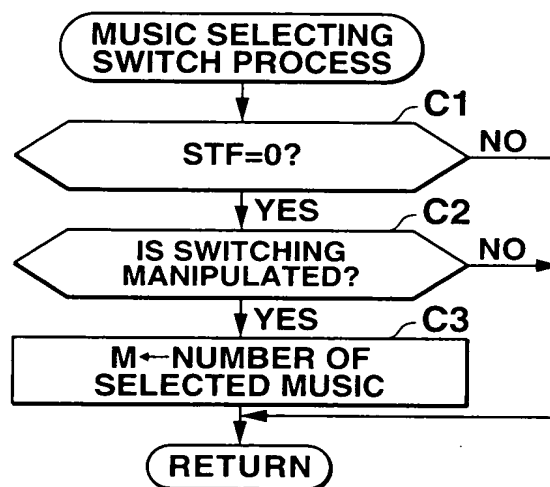 MUSIC SELECTING
SWITCH PROCESS
C1
STF=0?
NO
YES
C2
IS SWITCHING
MANIPULATED?
NO
YES
C3
M←NUMBER OF
SELECTED MUSIC
RETURN